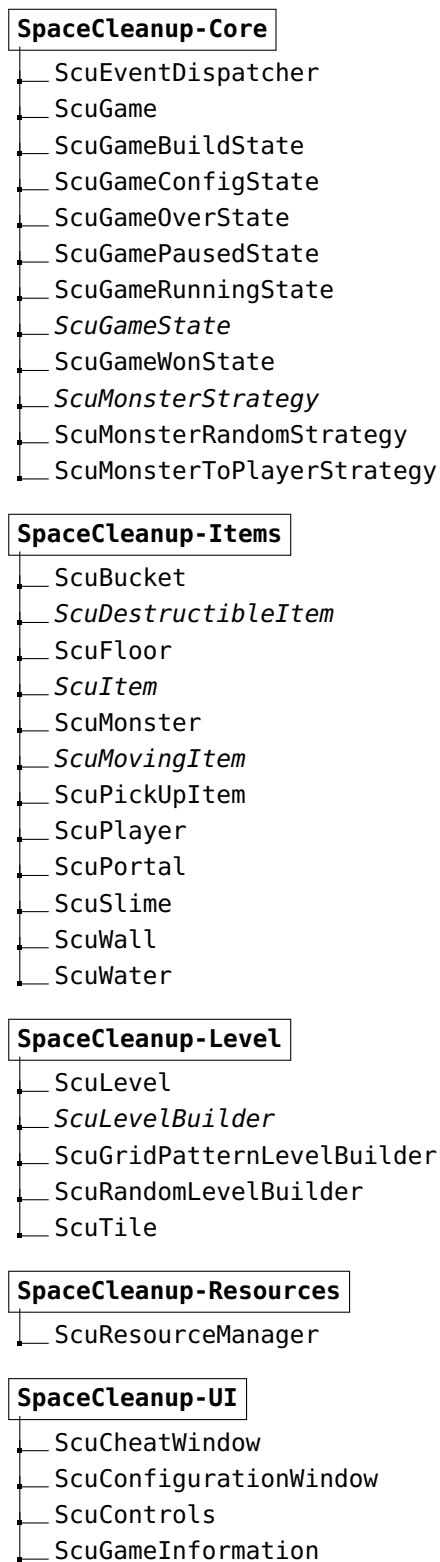 SpaceCleanup-Core
ScuEventDispatcher
ScuGame
ScuGameBuildState
ScuGameConfigState
ScuGameOverState
ScuGamePausedState
ScuGameRunningState
ScuGameState
ScuGameWonState
ScuMonsterStrategy
ScuMonsterRandomStrategy
ScuMonsterToPlayerStrategy
SpaceCleanup-Items
ScuBucket
ScuDestructibleItem
ScuFloor
ScuItem
ScuMonster
ScuMovingItem
ScuPickUpItem
ScuPlayer
ScuPortal
ScuSlime
ScuWall
ScuWater
SpaceCleanup-Level
ScuLevel
ScuLevelBuilder
ScuGridPatternLevelBuilder
ScuRandomLevelBuilder
ScuTile
SpaceCleanup-Resources
ScuResourceManager
SpaceCleanup-UI
ScuCheatWindow
ScuConfigurationWindow
ScuControls
ScuGameInformation